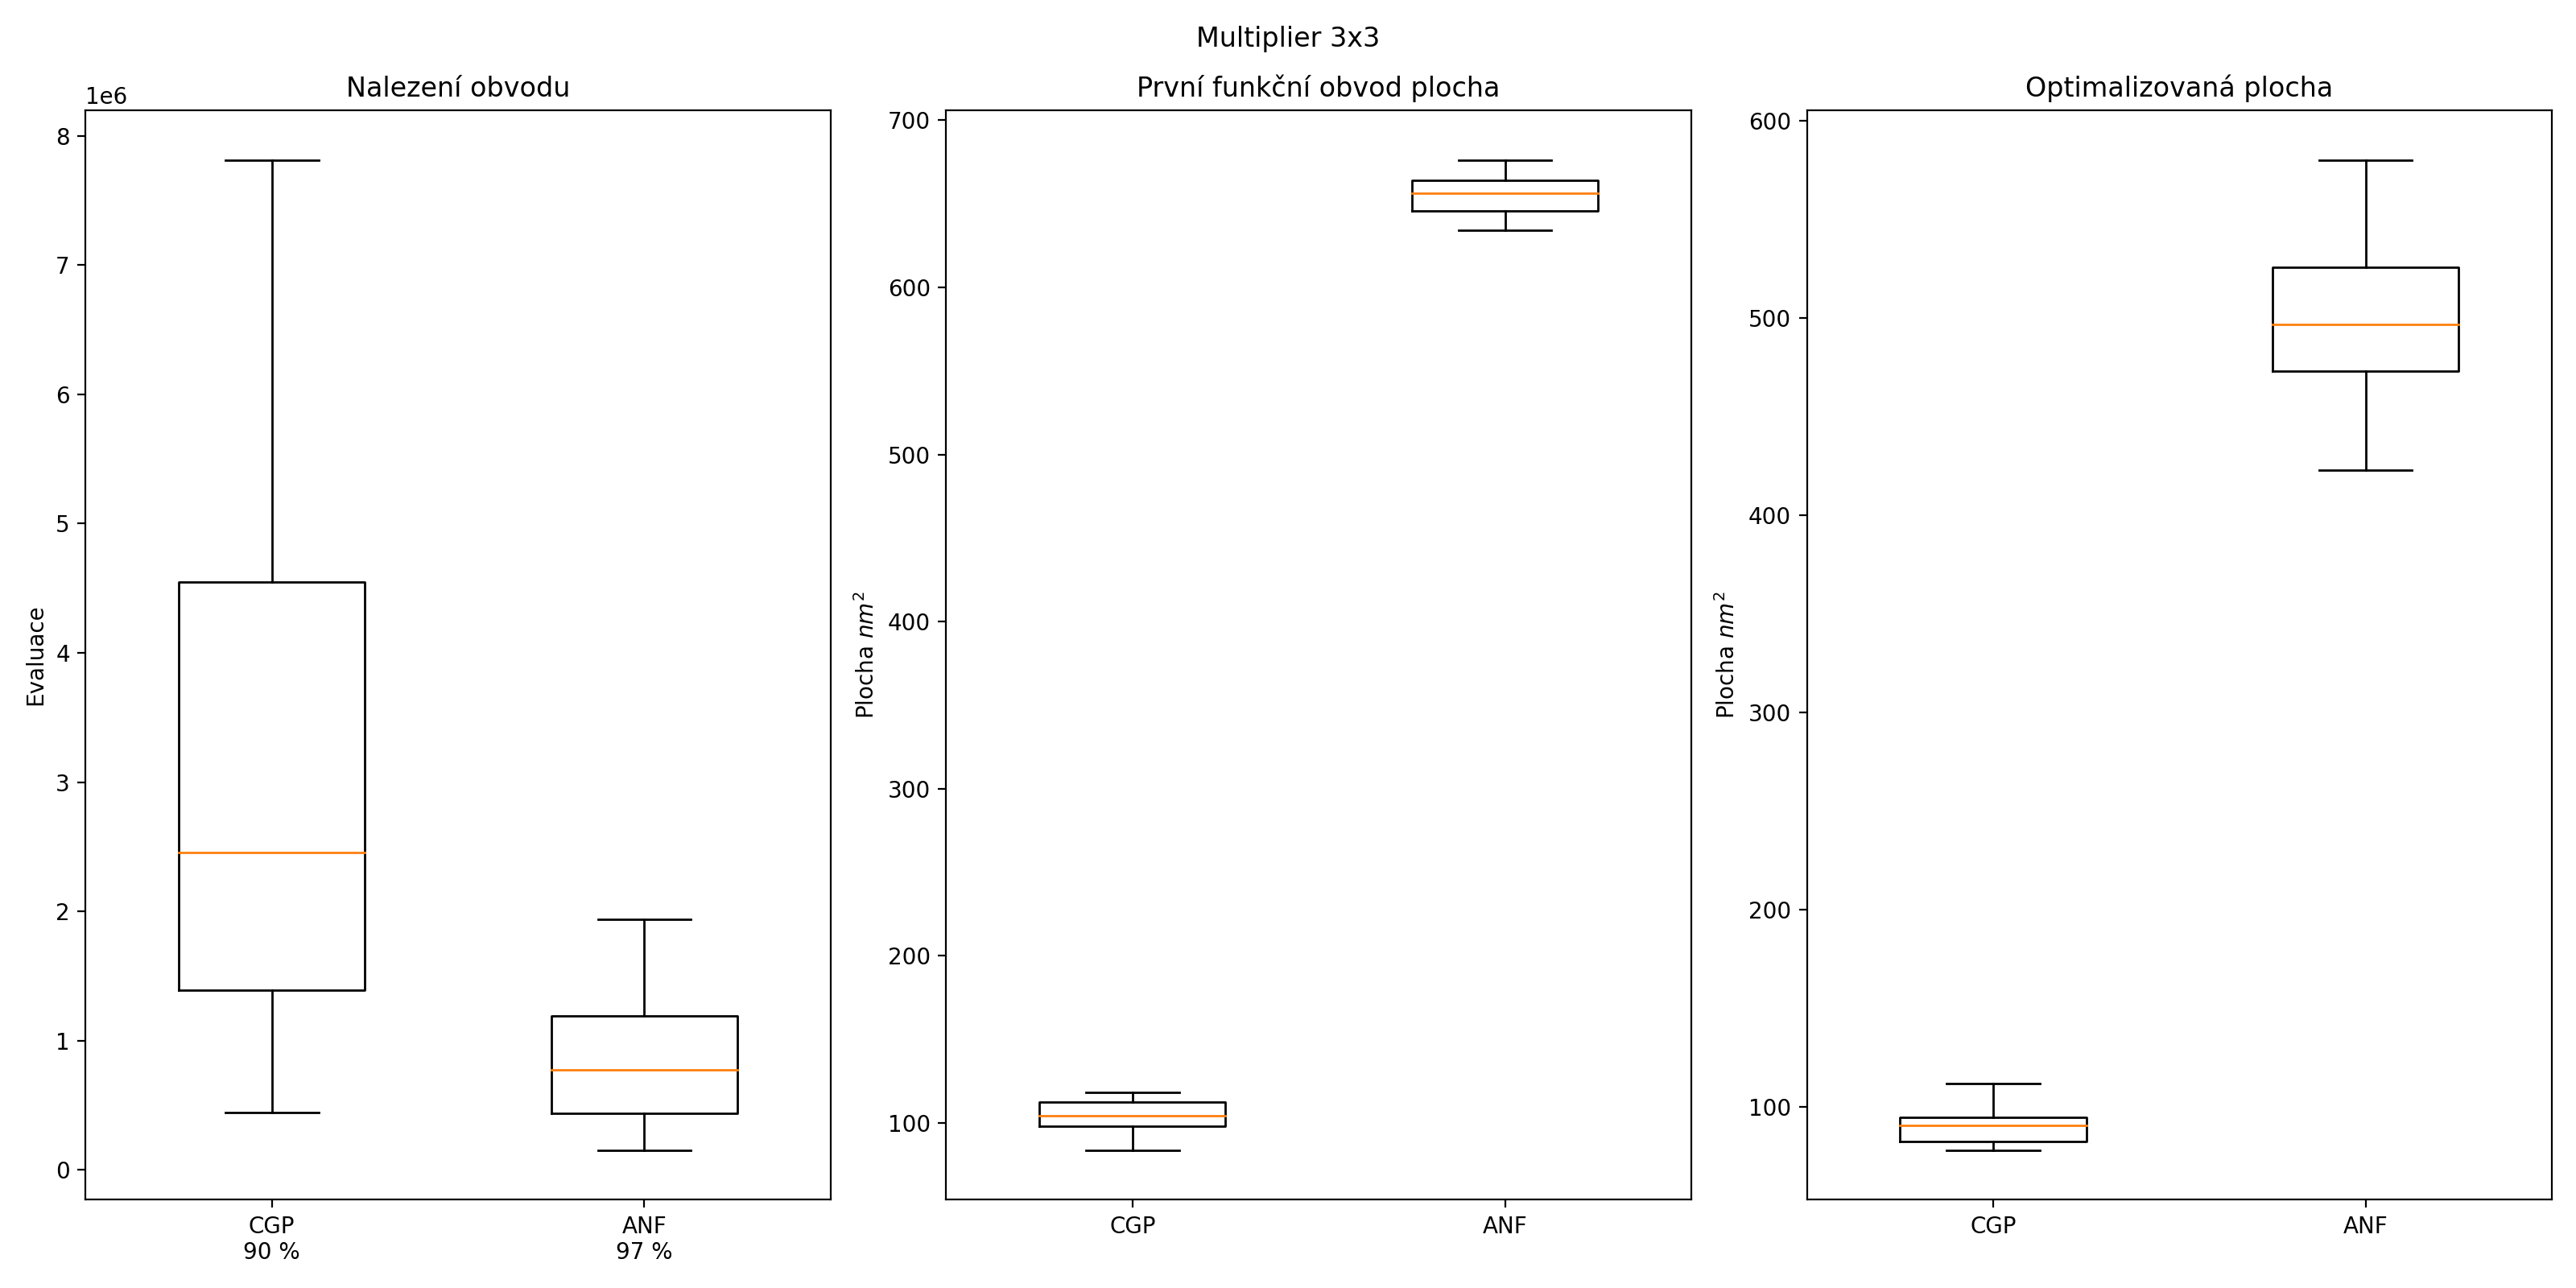 Multiplier 3x3
Nalezení obvodu
1e6
8
7
6
5
4
3
2
1
0
Evaluace
CGP
90 %
ANF
97 %
První funkční obvod plocha
700
600
500
400
300
200
100
Plocha nm²
CGP
ANF
Optimalizovaná plocha
600
500
400
300
200
100
Plocha nm²
CGP
ANF